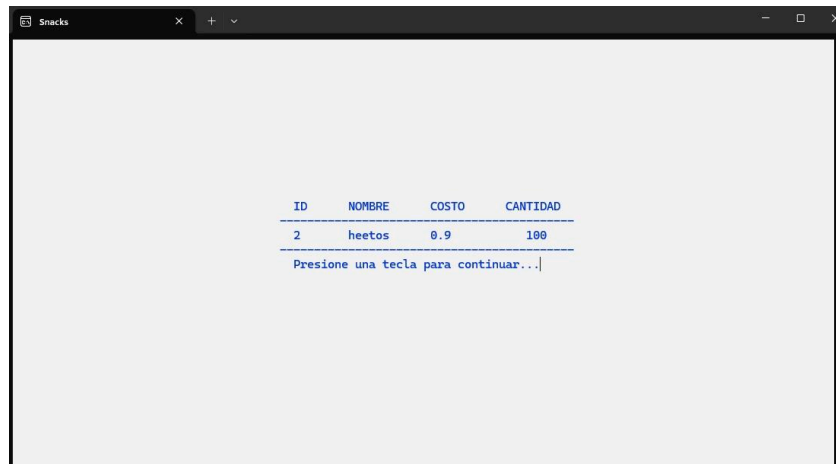 Snacks
ID NOMBRE COSTO CANTIDAD
2 heetos 0.9 100
Presione una tecla para continuar...